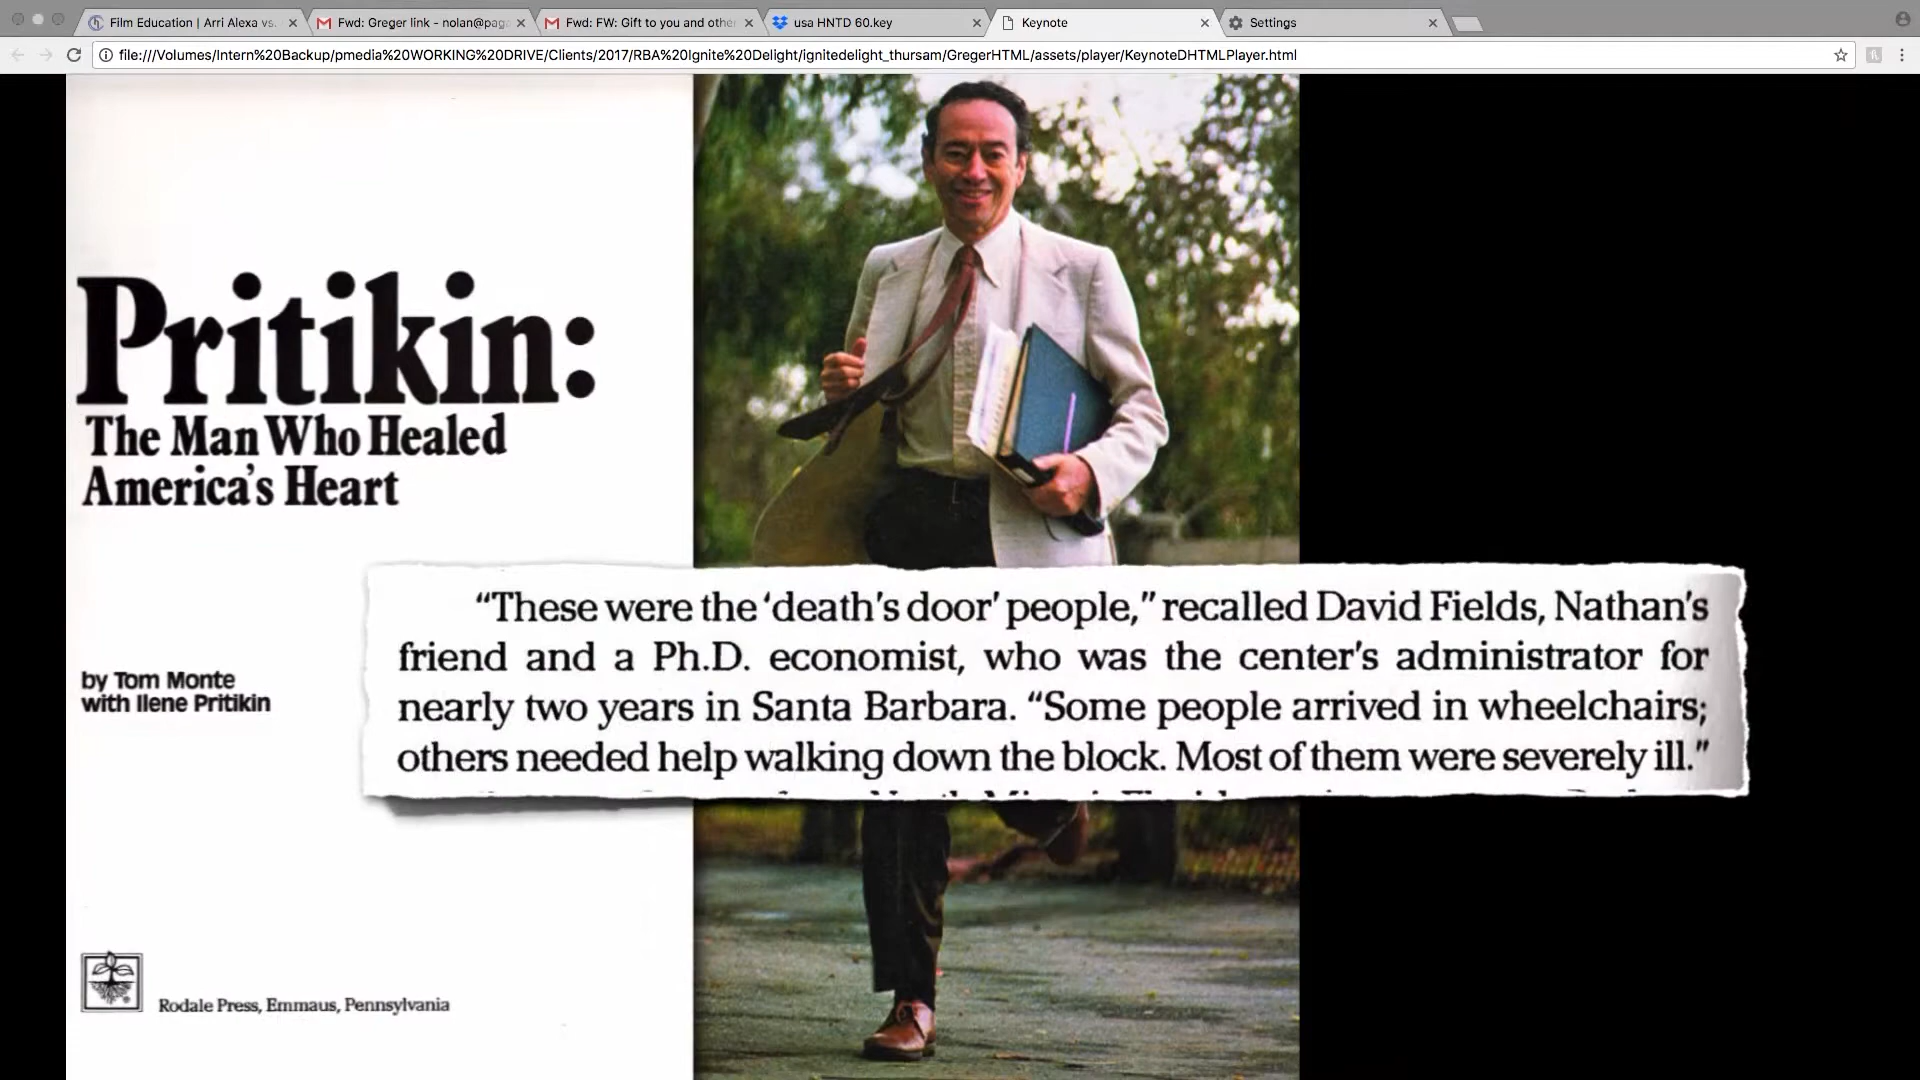 Film Education | Arri Alexa vs.
Fwd: Greger link - nolan@pag
Fwd: FW: Gift to you and othe
usa HNTD 60.key
Keynote
Settings
file:///Volumes/Intern%20Backup/pmedia%20WORKING%20DRIVE/Clients/2017/RBA%20Ignite%20Delight/ignitedelight_thursam/GregerHTML/assets/player/KeynoteDHTMLPlayer.html
Pritikin:
The Man Who Healed
America's Heart
"These were the 'death's door' people," recalled David Fields, Nathan's
friend and a Ph.D. economist, who was the center's administrator for
nearly two years in Santa Barbara. "Some people arrived in wheelchairs;
others needed help walking down the block. Most of them were severely ill."
by Tom Monte
with Ilene Pritikin
Rodale Press, Emmaus, Pennsylvania